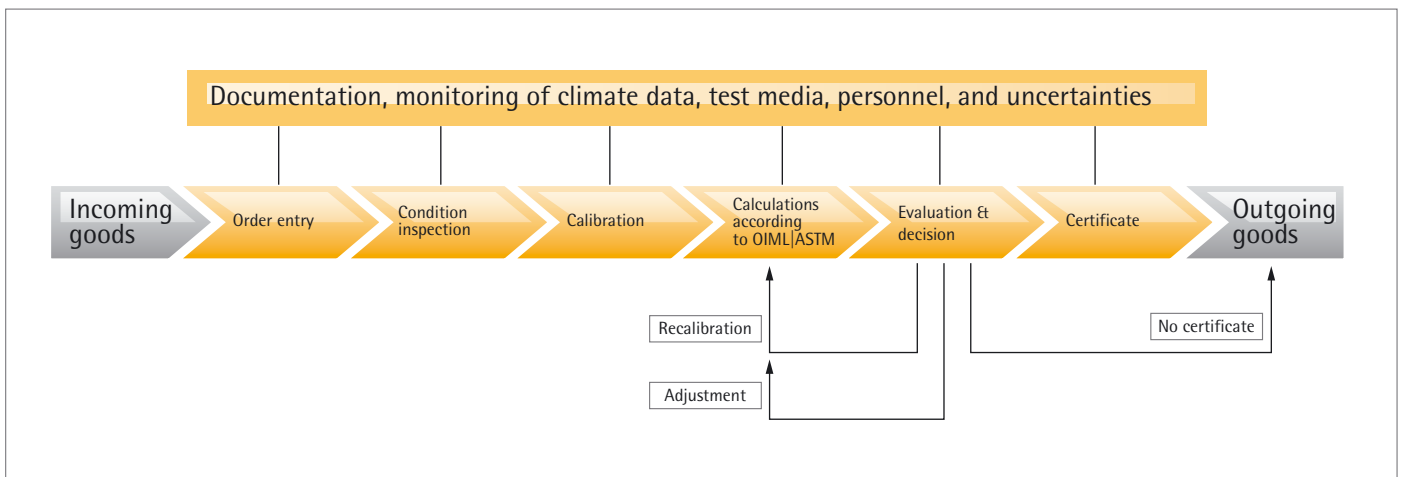 Documentation, monitoring of climate data, test media, personnel, and uncertainties
Incoming
goods
Order entry
Condition
inspection
Calibration
Calculations
according
to OIML|ASTM
Evaluation &
decision
Certificate
Outgoing
goods
Recalibration
No certificate
Adjustment